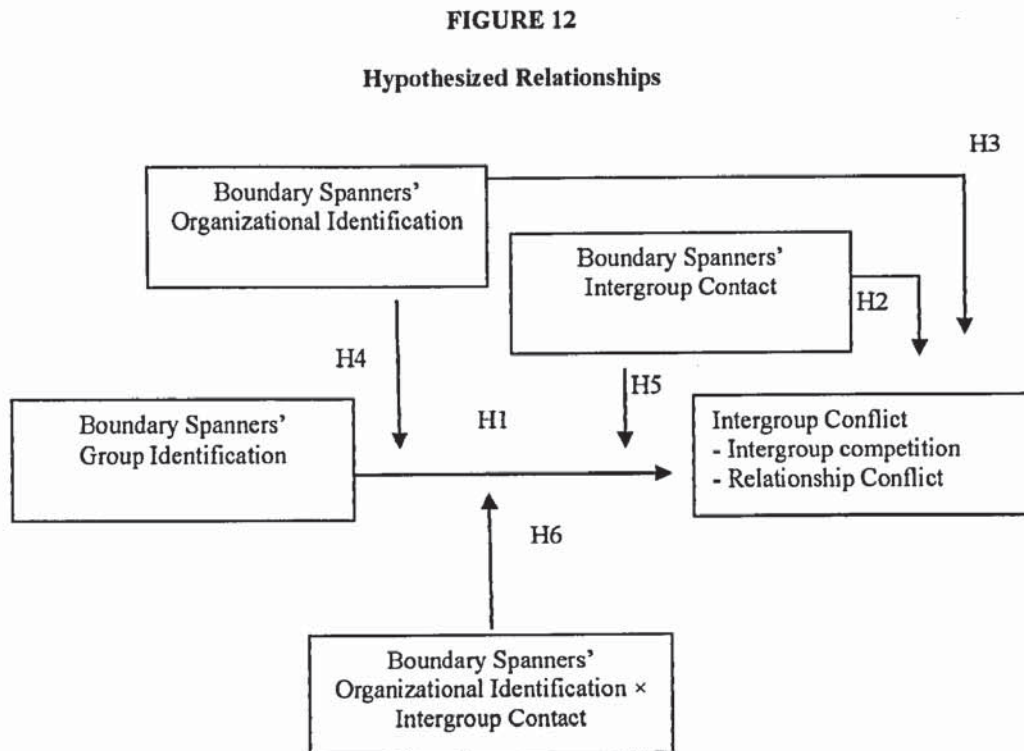 FIGURE 12
Hypothesized Relationships
H3
Boundary Spanners'
Organizational Identification
Boundary Spanners'
Intergroup Contact
H2
H4
H5
Boundary Spanners'
Group Identification
H1
Intergroup Conflict
- Intergroup competition
- Relationship Conflict
H6
Boundary Spanners'
Organizational Identification ×
Intergroup Contact